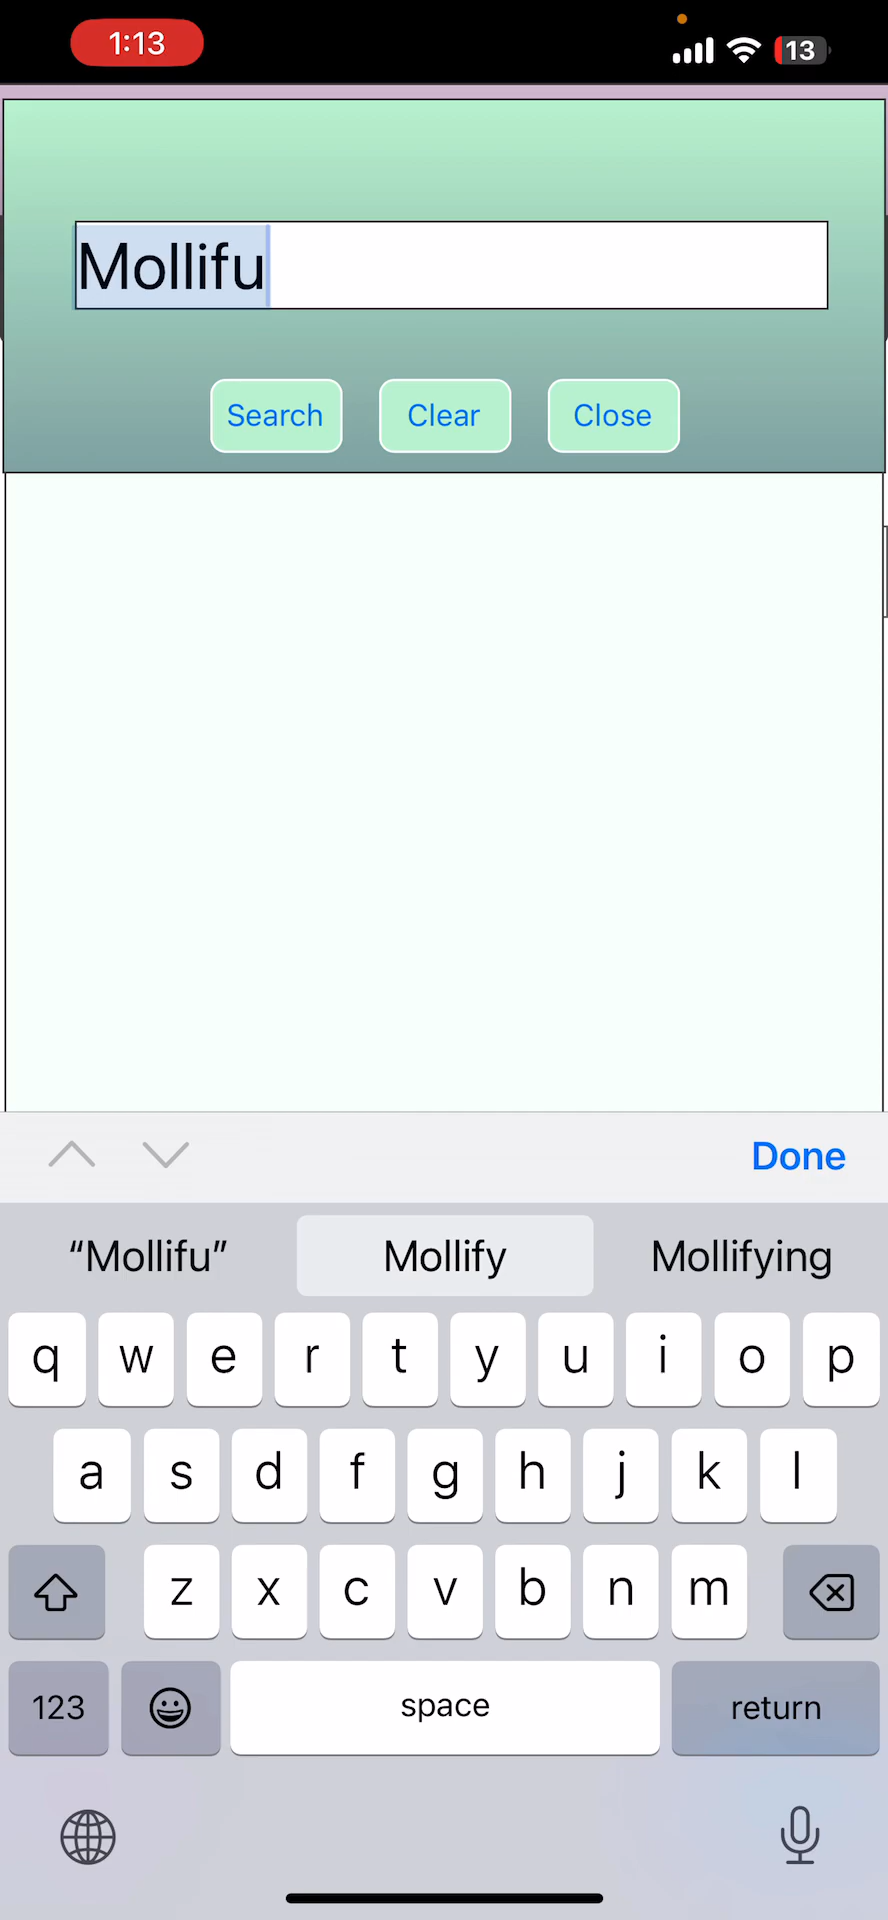 1:13
13
Mollifu
Search Clear Close
Done
“Mollifu” Mollify Mollifying
q w e r t y u i o p
a s d f g h j k l
z x c v b n m
123 space return